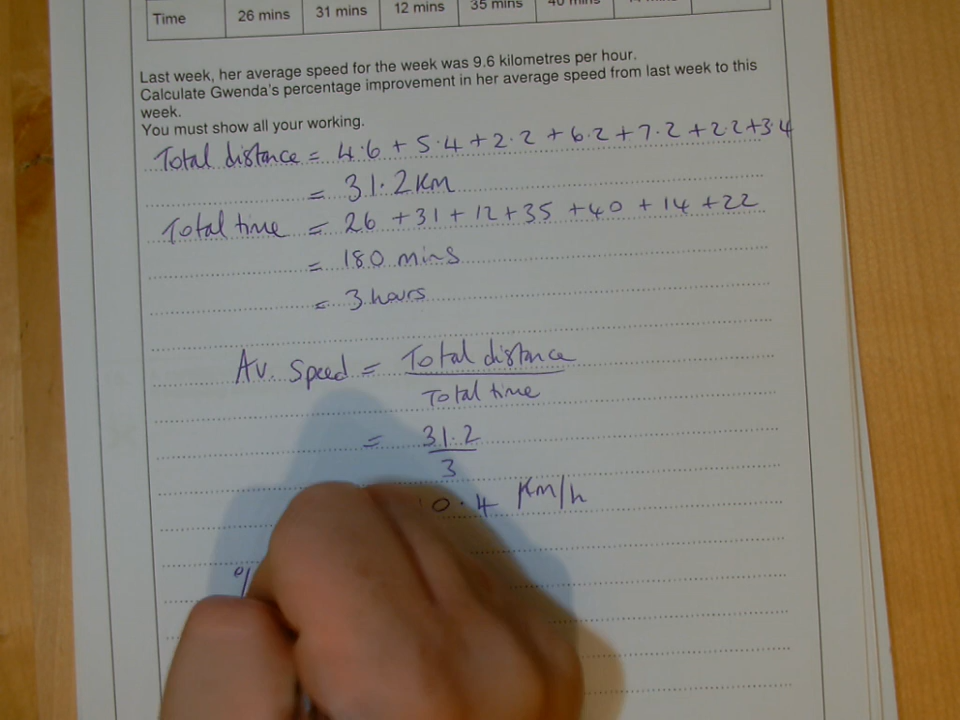 Time 26 mins 31 mins 12 mins 35 mins 40 mins
Last week, her average speed for the week was 9.6 kilometres per hour.
Calculate Gwenda's percentage improvement in her average speed from last week to this
week.
You must show all your working.
Total distance = 4.6 + 5.4 + 2.2 + 6.2 + 7.2 + 2.2 + 3.4
= 31.2 Km
Total time = 26 + 31 + 12 + 35 + 40 + 14 + 22
= 180 mins
= 3 hours
Av. Speed = Total distance
Total time
= 31.2
3
0.4 Km/h
%